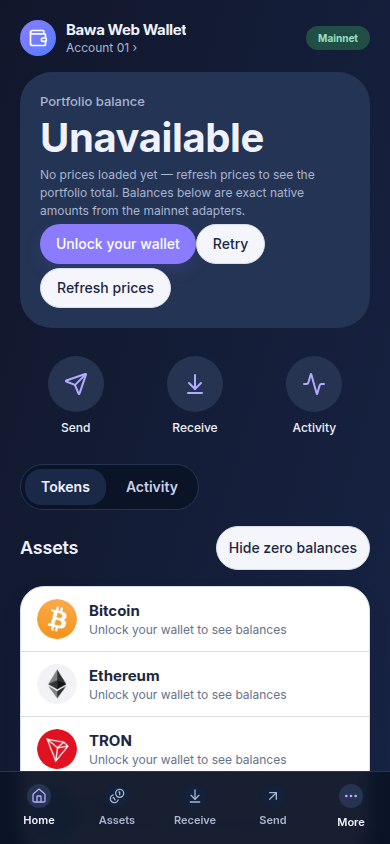 Bawa Web Wallet
Account 01 ›
Mainnet
Portfolio balance
Unavailable
No prices loaded yet — refresh prices to see the
portfolio total. Balances below are exact native
amounts from the mainnet adapters.
Unlock your wallet
Retry
Refresh prices
Send
Receive
Activity
Tokens
Activity
Assets
Hide zero balances
Bitcoin
Unlock your wallet to see balances
Ethereum
Unlock your wallet to see balances
TRON
Unlock your wallet to see balances
Home
Assets
Receive
Send
More